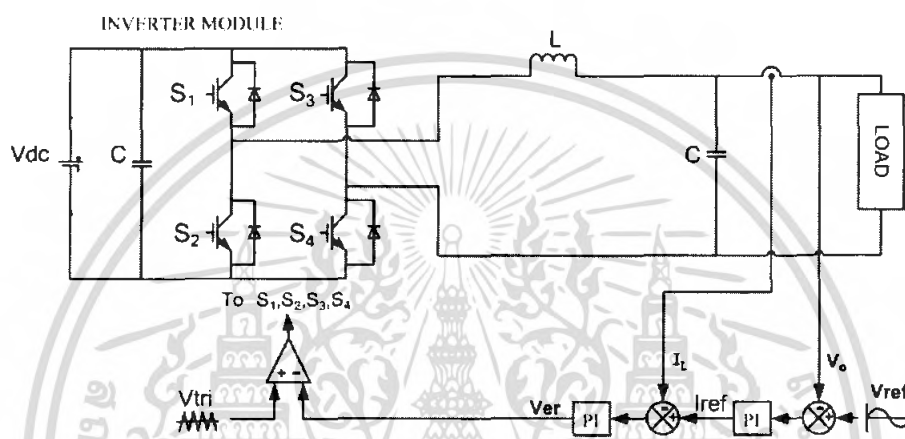 INVERTER MODULE
L
S1
S3
Vdc
C
C
LOAD
S2
S4
To S1,S2,S3,S4
+ -
IL
Vo
Vtri
Ver
PI
- +
Iref
PI
- +
Vref